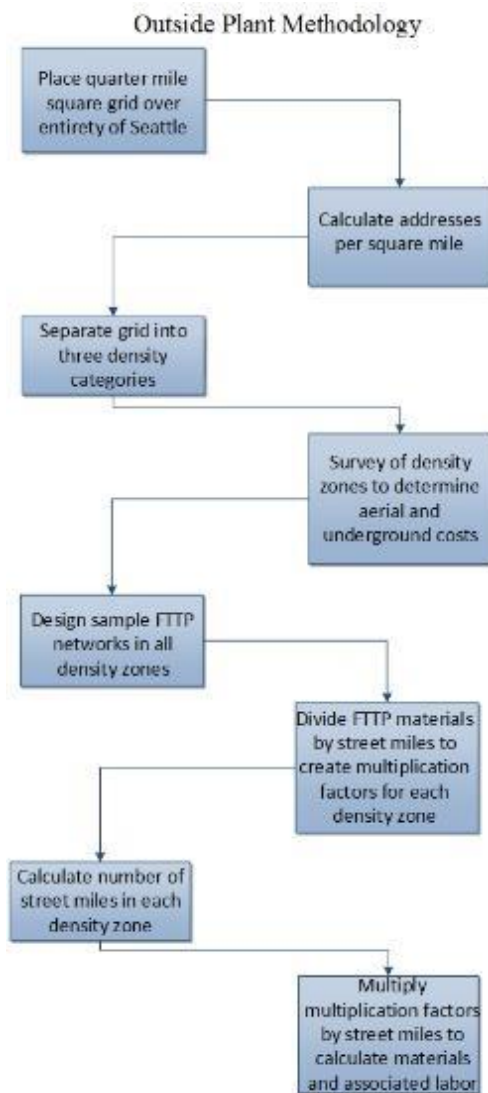 Outside Plant Methodology
Place quarter mile
square grid over
entirety of Seattle
Calculate addresses
per square mile
Separate grid into
three density
categories
Survey of density
zones to determine
aerial and
underground costs
Design sample FTTP
networks in all
density zones
Divide FTTP materials
by street miles to
create multiplication
factors for each
density zone
Calculate number of
street miles in each
density zone
Multiply
multiplication factors
by street miles to
calculate materials
and associated labor